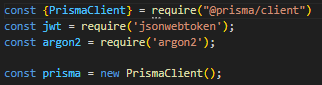 const {PrismaClient} = require("@prisma/client")
const jwt = require('jsonwebtoken');
const argon2 = require('argon2');
const prisma = new PrismaClient();